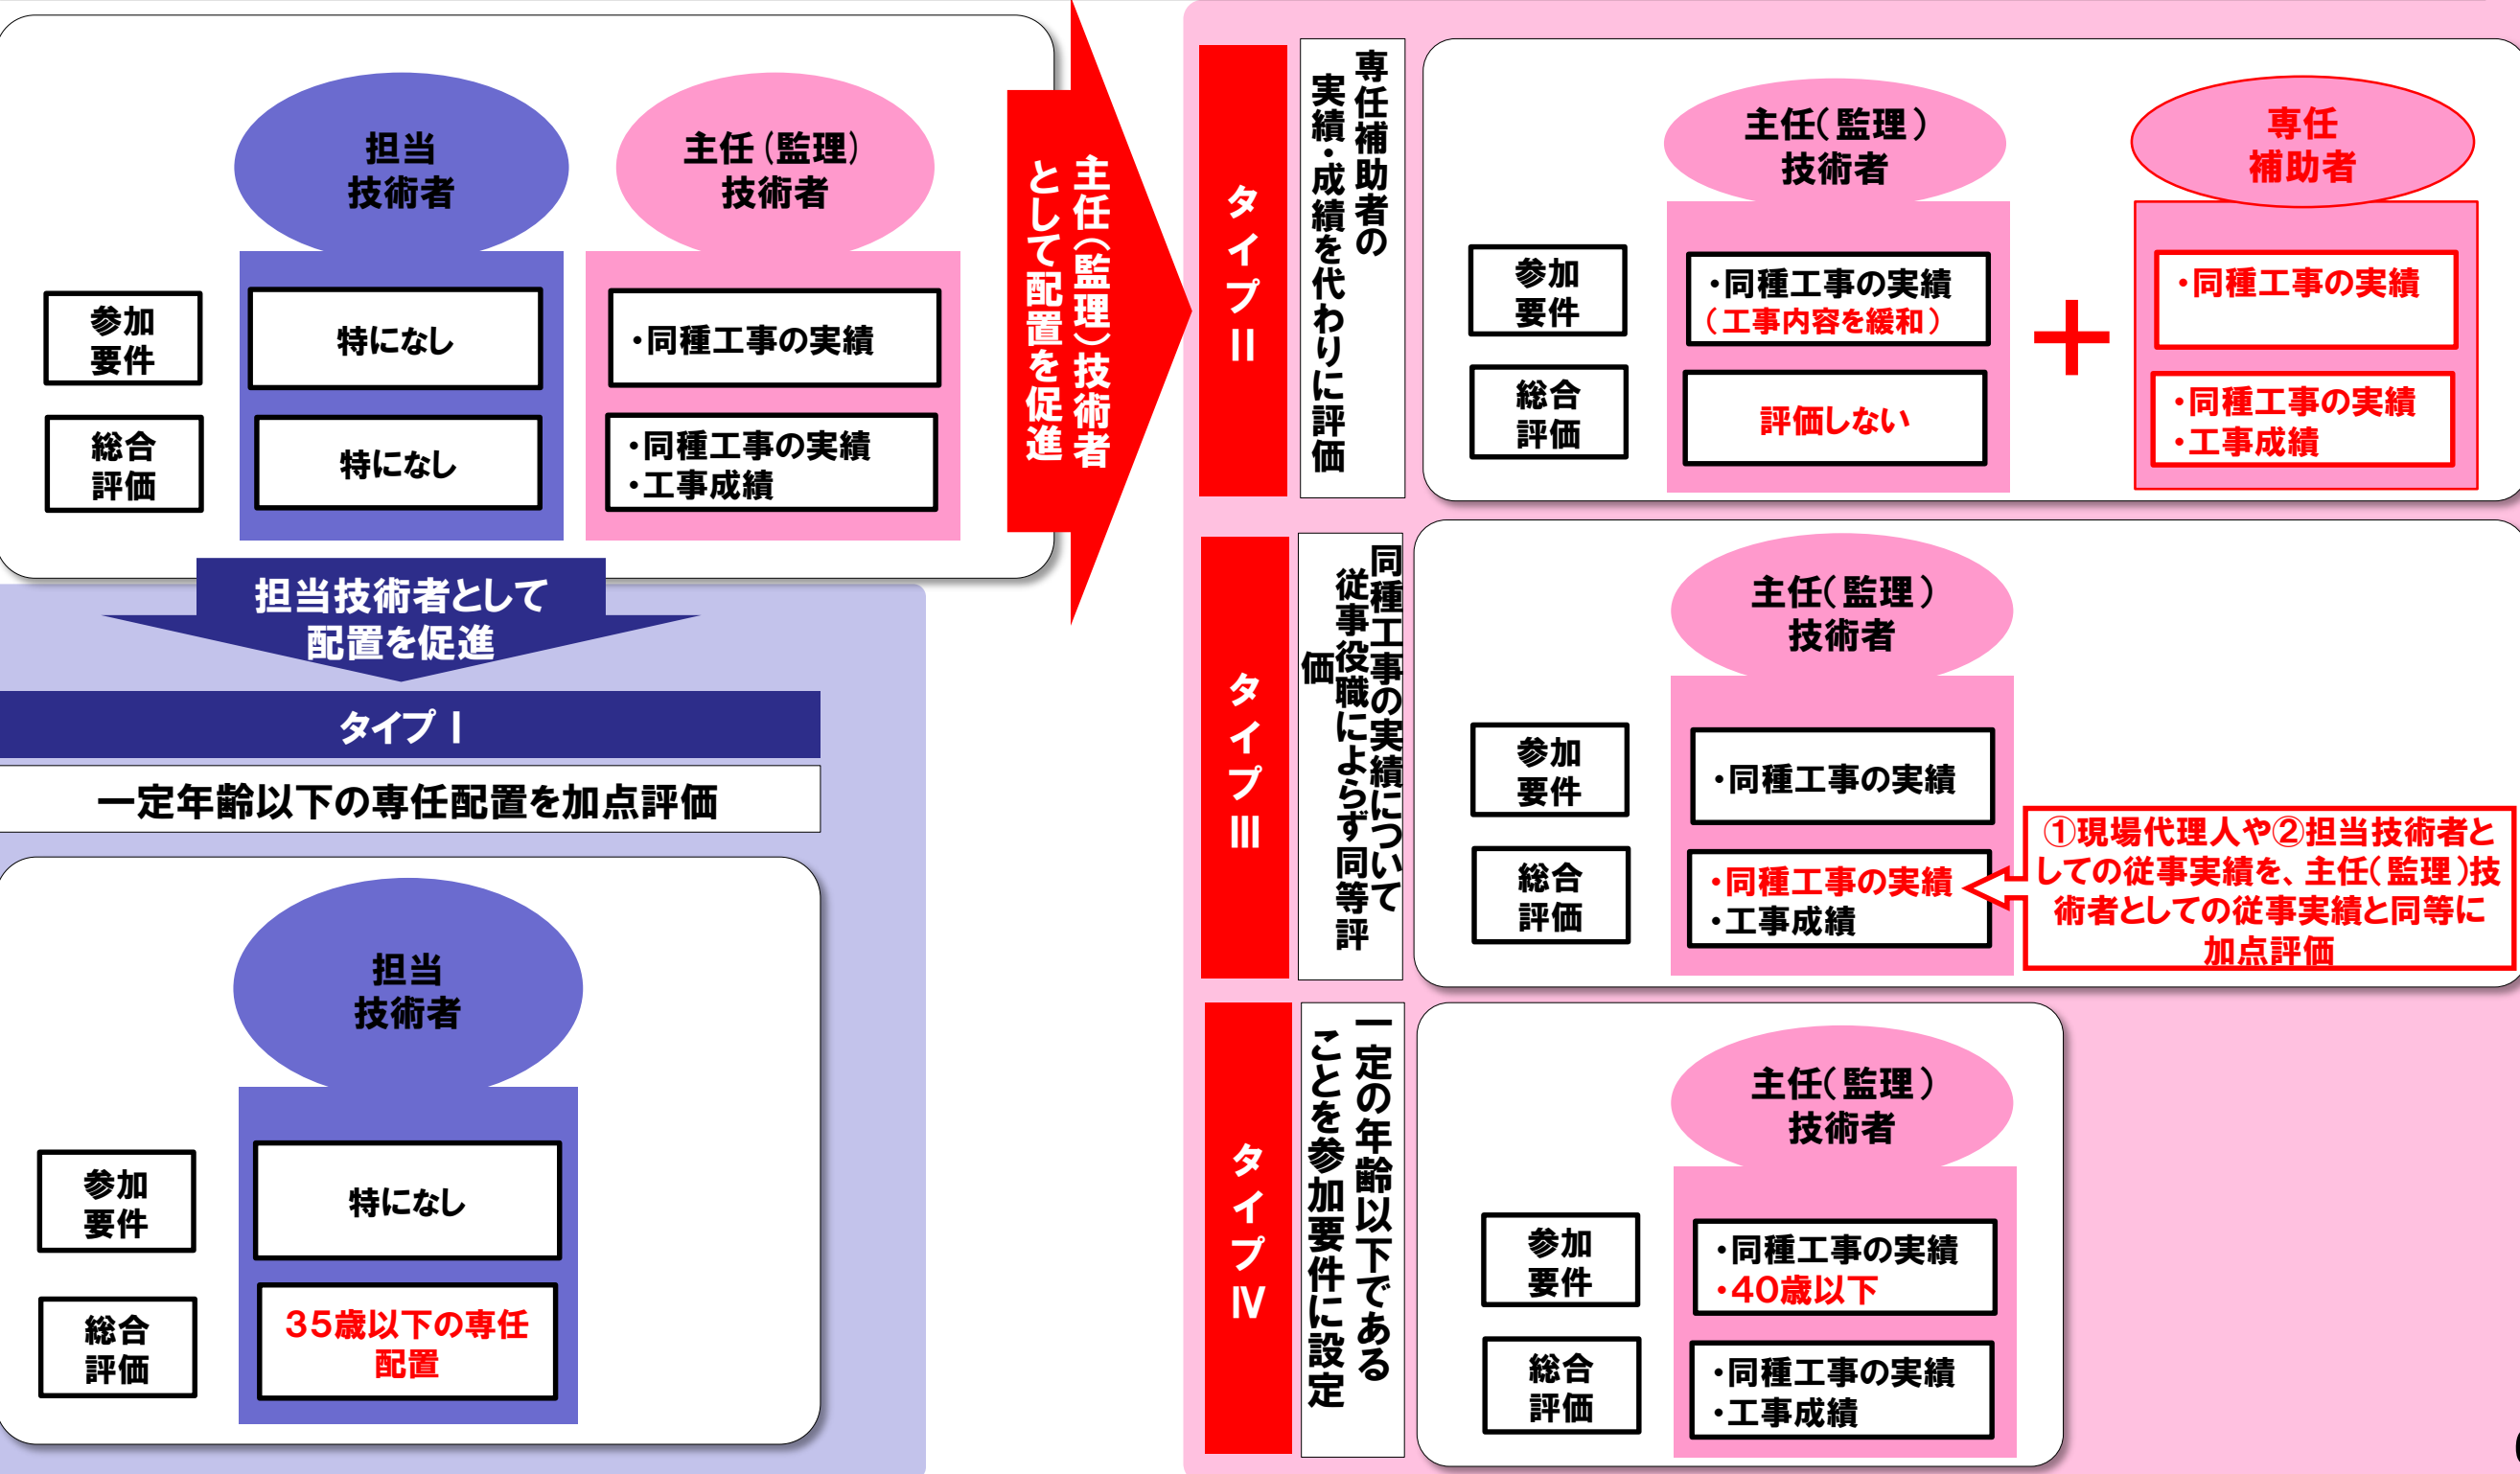 担当
技術者
主任(監理)
技術者
参加
要件
特になし
・同種工事の実績
総合
評価
特になし
・同種工事の実績
・工事成績
担当技術者として
配置を促進
タイプⅠ
一定年齢以下の専任配置を加点評価
担当
技術者
参加
要件
特になし
総合
評価
35歳以下の専任
配置
主任(監理)技術者
として配置を促進
タイプⅡ
専任補助者の
実績・成績を代わりに評価
主任(監理)
技術者
専任
補助者
参加
要件
・同種工事の実績
(工事内容を緩和)
+
・同種工事の実績
総合
評価
評価しない
・同種工事の実績
・工事成績
タイプⅢ
同種工事の実績について
従事役職によらず同等評
価
主任(監理)
技術者
参加
要件
・同種工事の実績
総合
評価
・同種工事の実績
・工事成績
①現場代理人や②担当技術者と
しての従事実績を、主任(監理)技
術者としての従事実績と同等に
加点評価
タイプⅣ
一定の年齢以下である
ことを参加要件に設定
主任(監理)
技術者
参加
要件
・同種工事の実績
・40歳以下
総合
評価
・同種工事の実績
・工事成績